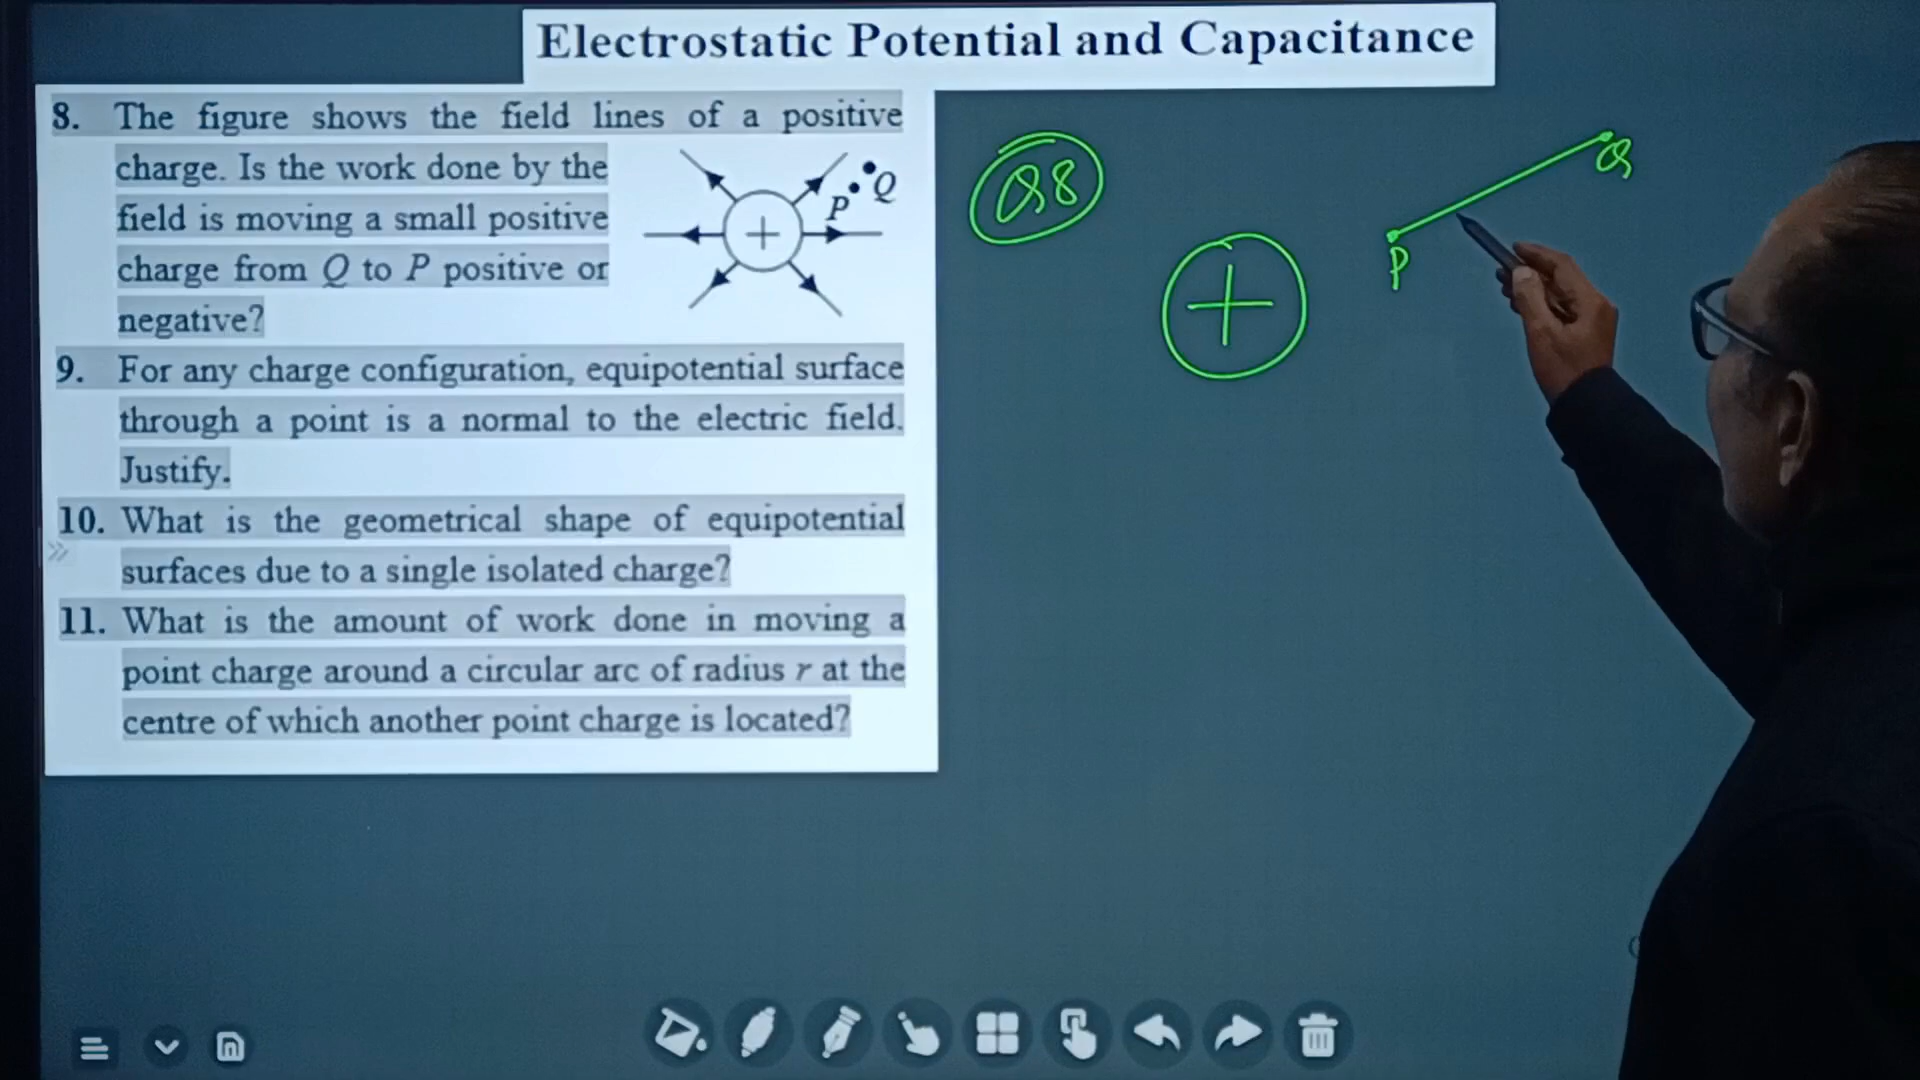 Electrostatic Potential and Capacitance
8. The figure shows the field lines of a positive
charge. Is the work done by the
field is moving a small positive
charge from Q to P positive or
negative?
+
P
Q
9. For any charge configuration, equipotential surface
through a point is a normal to the electric field.
Justify.
10. What is the geometrical shape of equipotential
surfaces due to a single isolated charge?
11. What is the amount of work done in moving a
point charge around a circular arc of radius r at the
centre of which another point charge is located?
Q8
+
P
Q